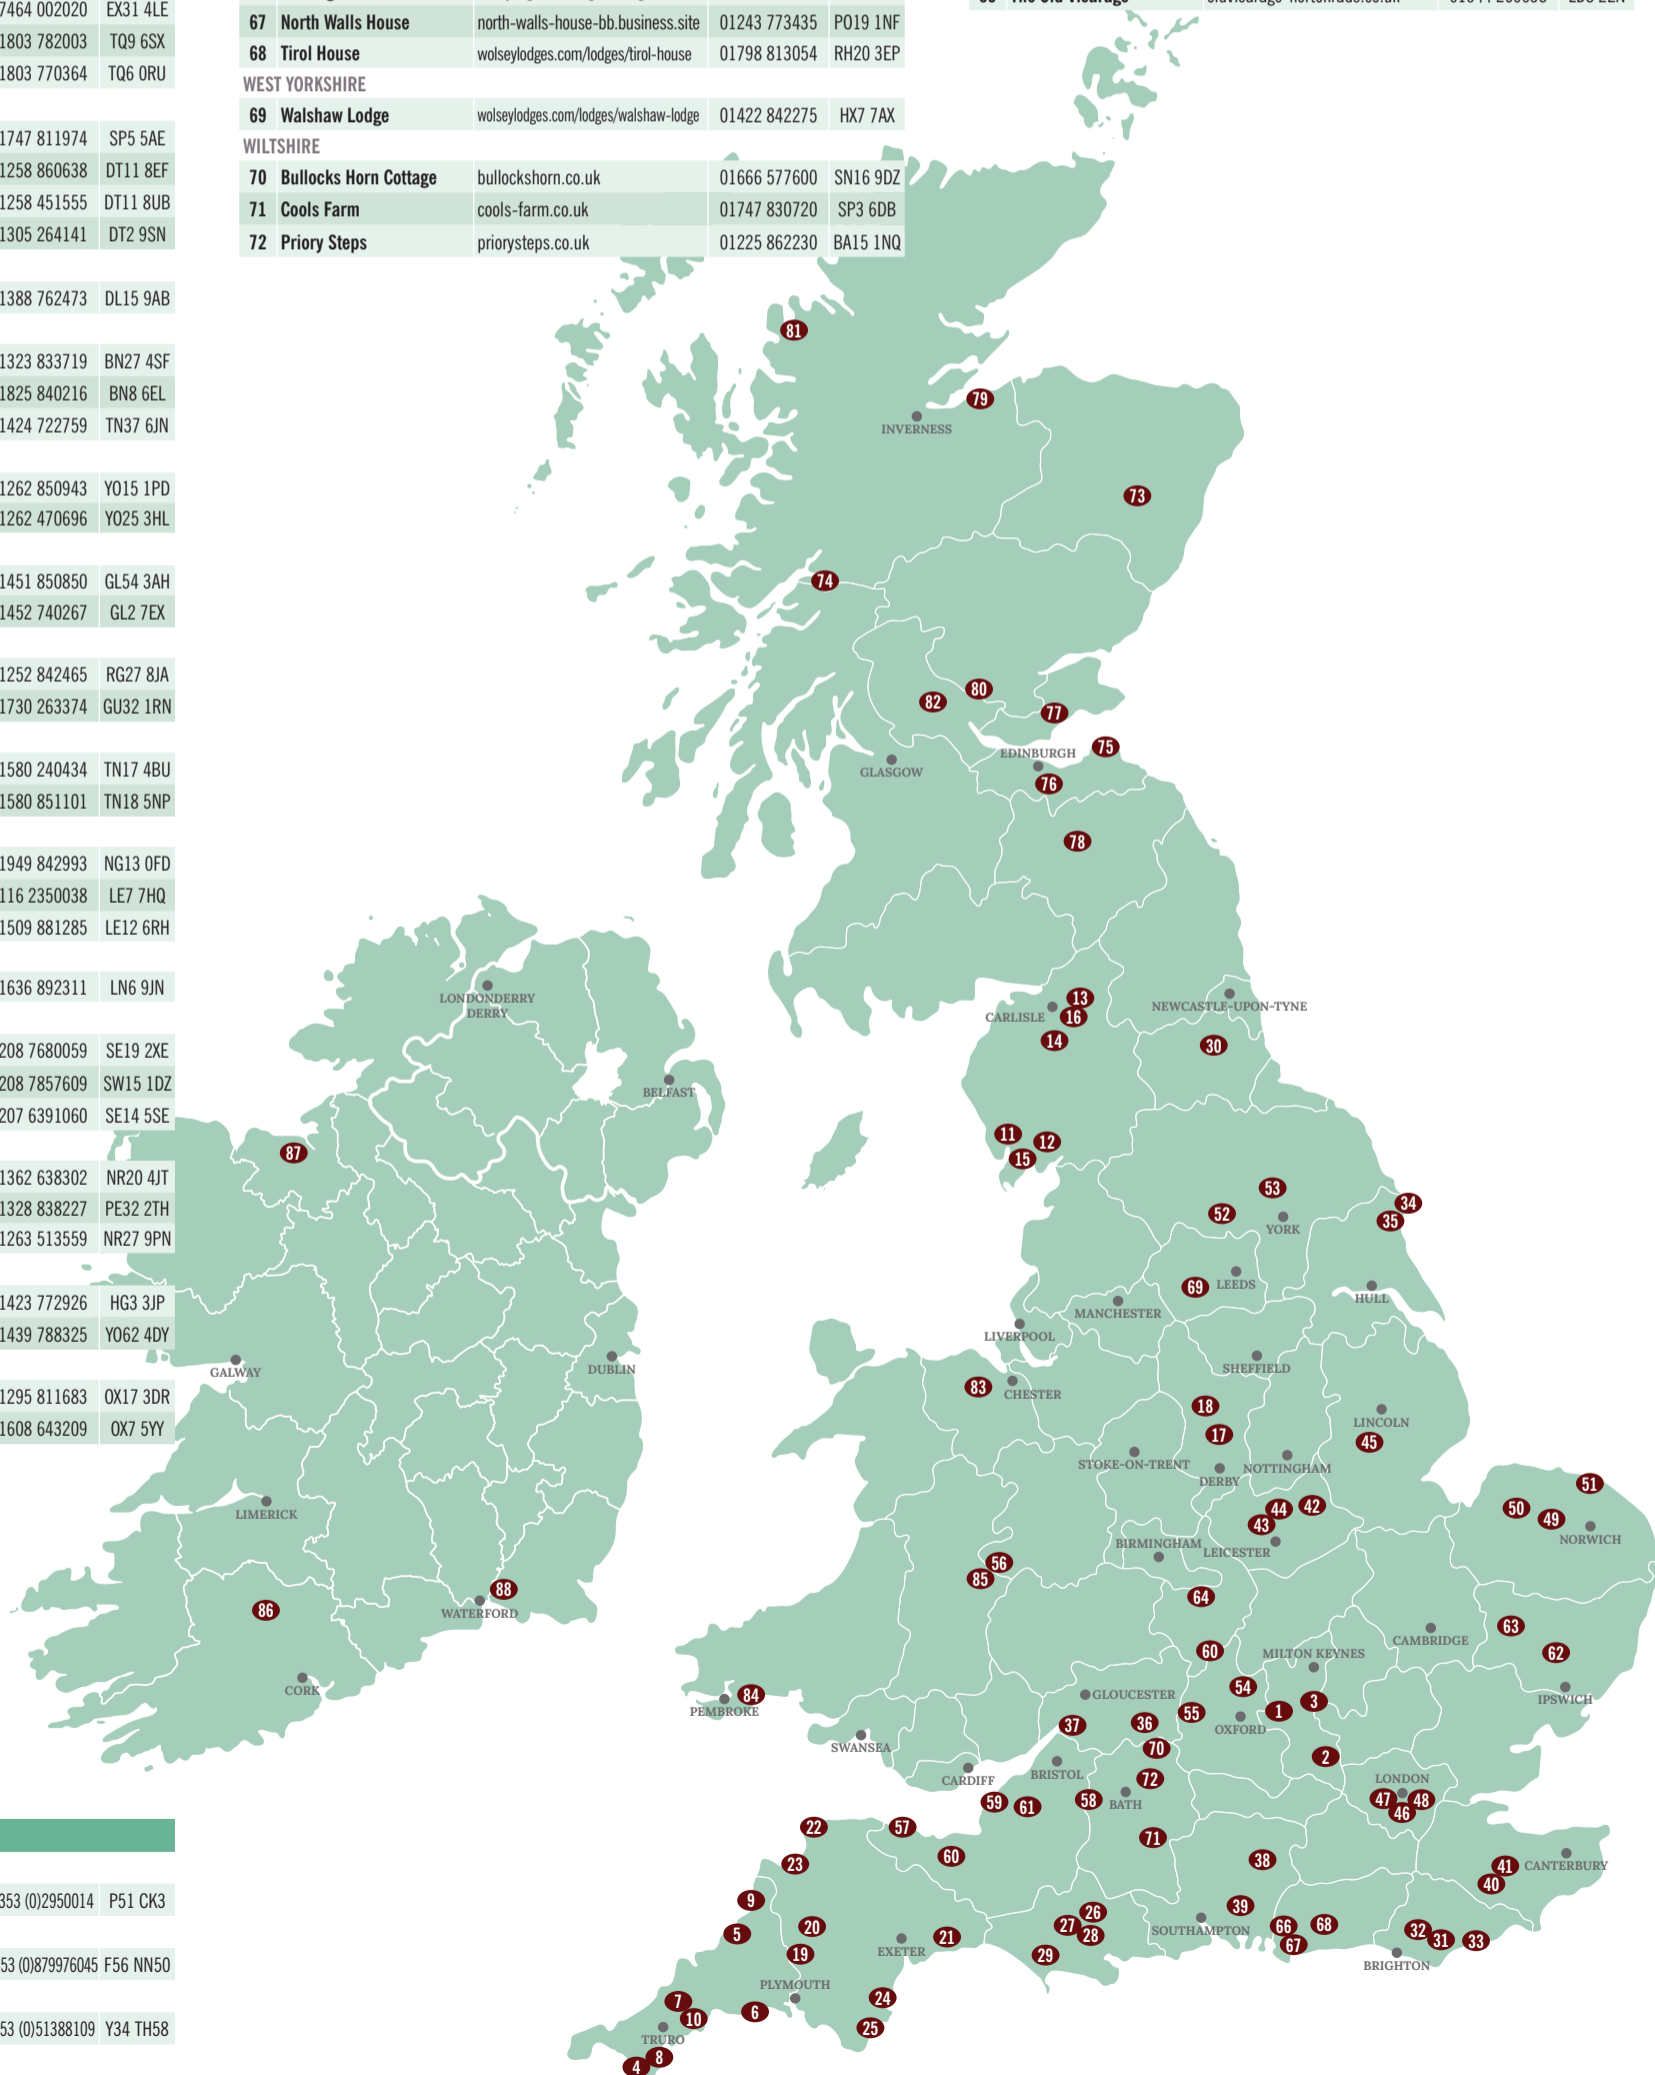 7464 002020 EX31 4LE
1803 782003 TQ9 6SX
1803 770364 TQ6 0RU
1747 811974 SP5 5AE
1258 860638 DT11 8EF
1258 451555 DT11 8UB
1305 264141 DT2 9SN
1388 762473 DL15 9AB
1323 833719 BN27 4SF
1825 840216 BN8 6EL
1424 722759 TN37 6JN
1262 850943 YO15 1PD
1262 470696 YO25 3HL
1451 850850 GL54 3AH
1452 740267 GL2 7EX
1252 842465 RG27 8JA
1730 263374 GU32 1RN
1580 240434 TN17 4BU
1580 851101 TN18 5NP
1949 842993 NG13 0FD
116 2350038 LE7 7HQ
1509 881285 LE12 6RH
1636 892311 LN6 9JN
208 7680059 SE19 2XE
208 7857609 SW15 1DZ
207 6391060 SE14 5SE
1362 638302 NR20 4JT
1328 838227 PE32 2TH
1263 513559 NR27 9PN
1423 772926 HG3 3JP
1439 788325 YO62 4DY
1295 811683 OX17 3DR
1608 643209 OX7 5YY
353 (0)2950014 P51 CK3
53 (0)879976045 F56 NN50
53 (0)51388109 Y34 TH58
67 North Walls House north-walls-house-bb.business.site 01243 773435 PO19 1NF
68 Tirol House wolseylodges.com/lodges/tirol-house 01798 813054 RH20 3EP
WEST YORKSHIRE
69 Walshaw Lodge wolseylodges.com/lodges/walshaw-lodge 01422 842275 HX7 7AX
WILTSHIRE
70 Bullocks Horn Cottage bullockshorn.co.uk 01666 577600 SN16 9DZ
71 Cools Farm cools-farm.co.uk 01747 830720 SP3 6DB
72 Priory Steps priorysteps.co.uk 01225 862230 BA15 1NQ
81
79
INVERNESS
73
74
80
82
77
75
EDINBURGH
GLASGOW
76
78
LONDONDERRY
DERRY
13
CARLISLE
16
NEWCASTLE-UPON-TYNE
14
30
BELFAST
87
11
12
15
53
34
52
35
YORK
69
LEEDS
HULL
MANCHESTER
LIVERPOOL
SHEFFIELD
GALWAY
DUBLIN
83
CHESTER
18
LINCOLN
17
45
STOKE-ON-TRENT
DERBY
NOTTINGHAM
51
LIMERICK
44
42
50
49
43
NORWICH
BIRMINGHAM
LEICESTER
56
85
88
WATERFORD
64
86
63
CAMBRIDGE
60
62
MILTON KEYNES
CORK
54
84
GLOUCESTER
3
IPSWICH
PEMBROKE
55
1
37
36
OXFORD
SWANSEA
70
2
BRISTOL
CARDIFF
72
LONDON
59
61
58
BATH
47
48
46
22
57
71
60
38
23
41
CANTERBURY
40
9
39
26
20
27
SOUTHAMPTON
66
68
5
21
28
32
EXETER
67
31
33
19
29
BRIGHTON
PLYMOUTH
24
7
6
10
25
TRURO
8
4